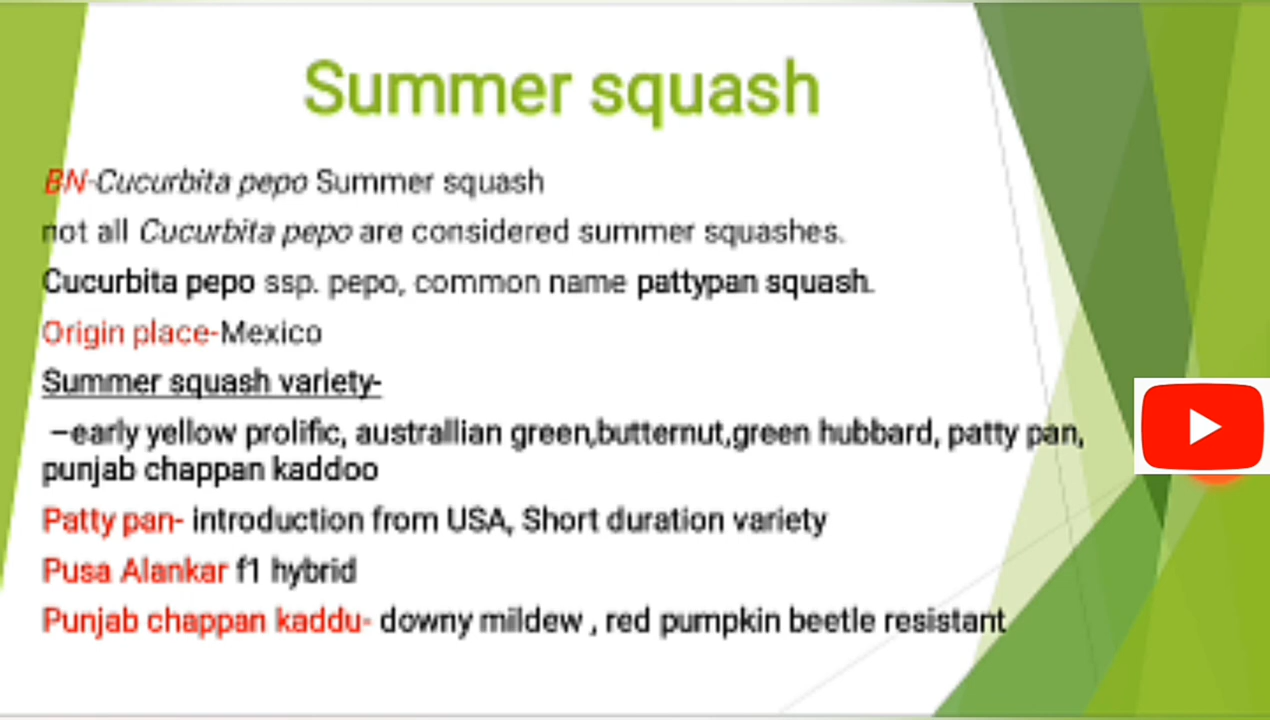 Summer squash
BN-Cucurbita pepo Summer squash
not all Cucurbita pepo are considered summer squashes.
Cucurbita pepo ssp. pepo, common name pattypan squash.
Origin place-Mexico
Summer squash variety-
–early yellow prolific, australlian green,butternut,green hubbard, patty pan,
punjab chappan kaddoo
Patty pan- introduction from USA, Short duration variety
Pusa Alankar f1 hybrid
Punjab chappan kaddu- downy mildew , red pumpkin beetle resistant